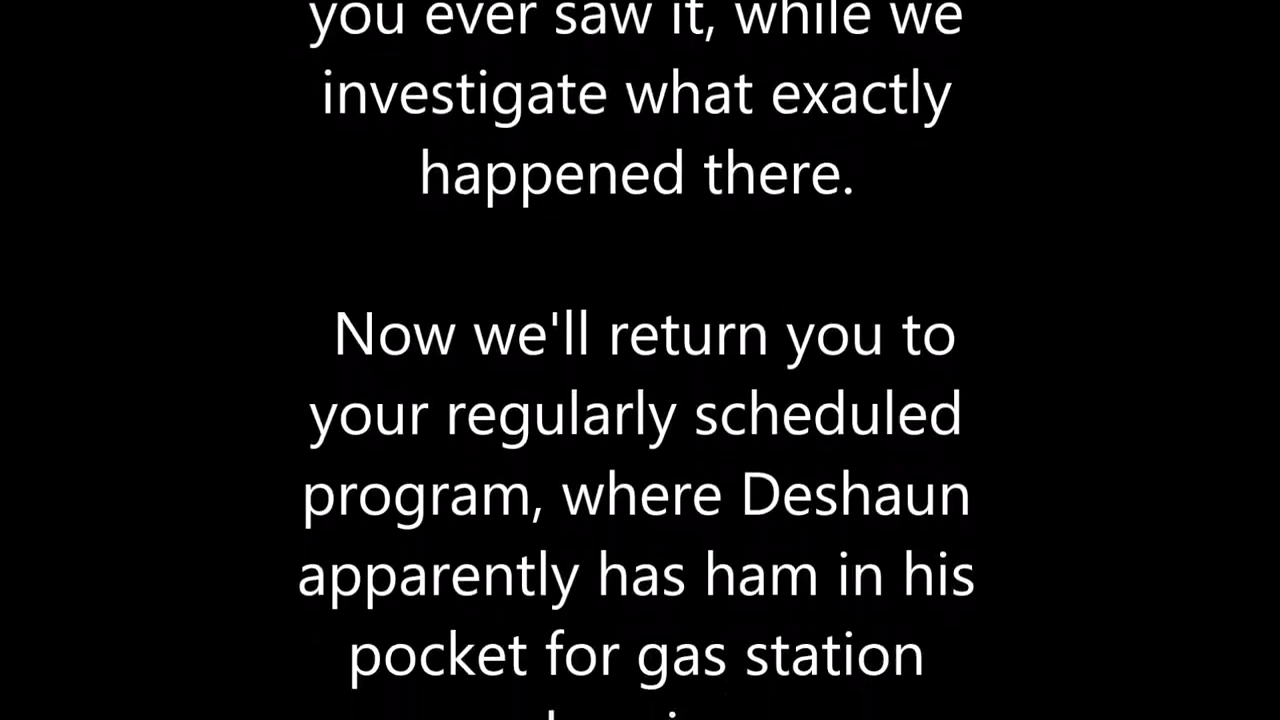 you ever saw it, while we
investigate what exactly
happened there.
Now we'll return you to
your regularly scheduled
program, where Deshaun
apparently has ham in his
pocket for gas station